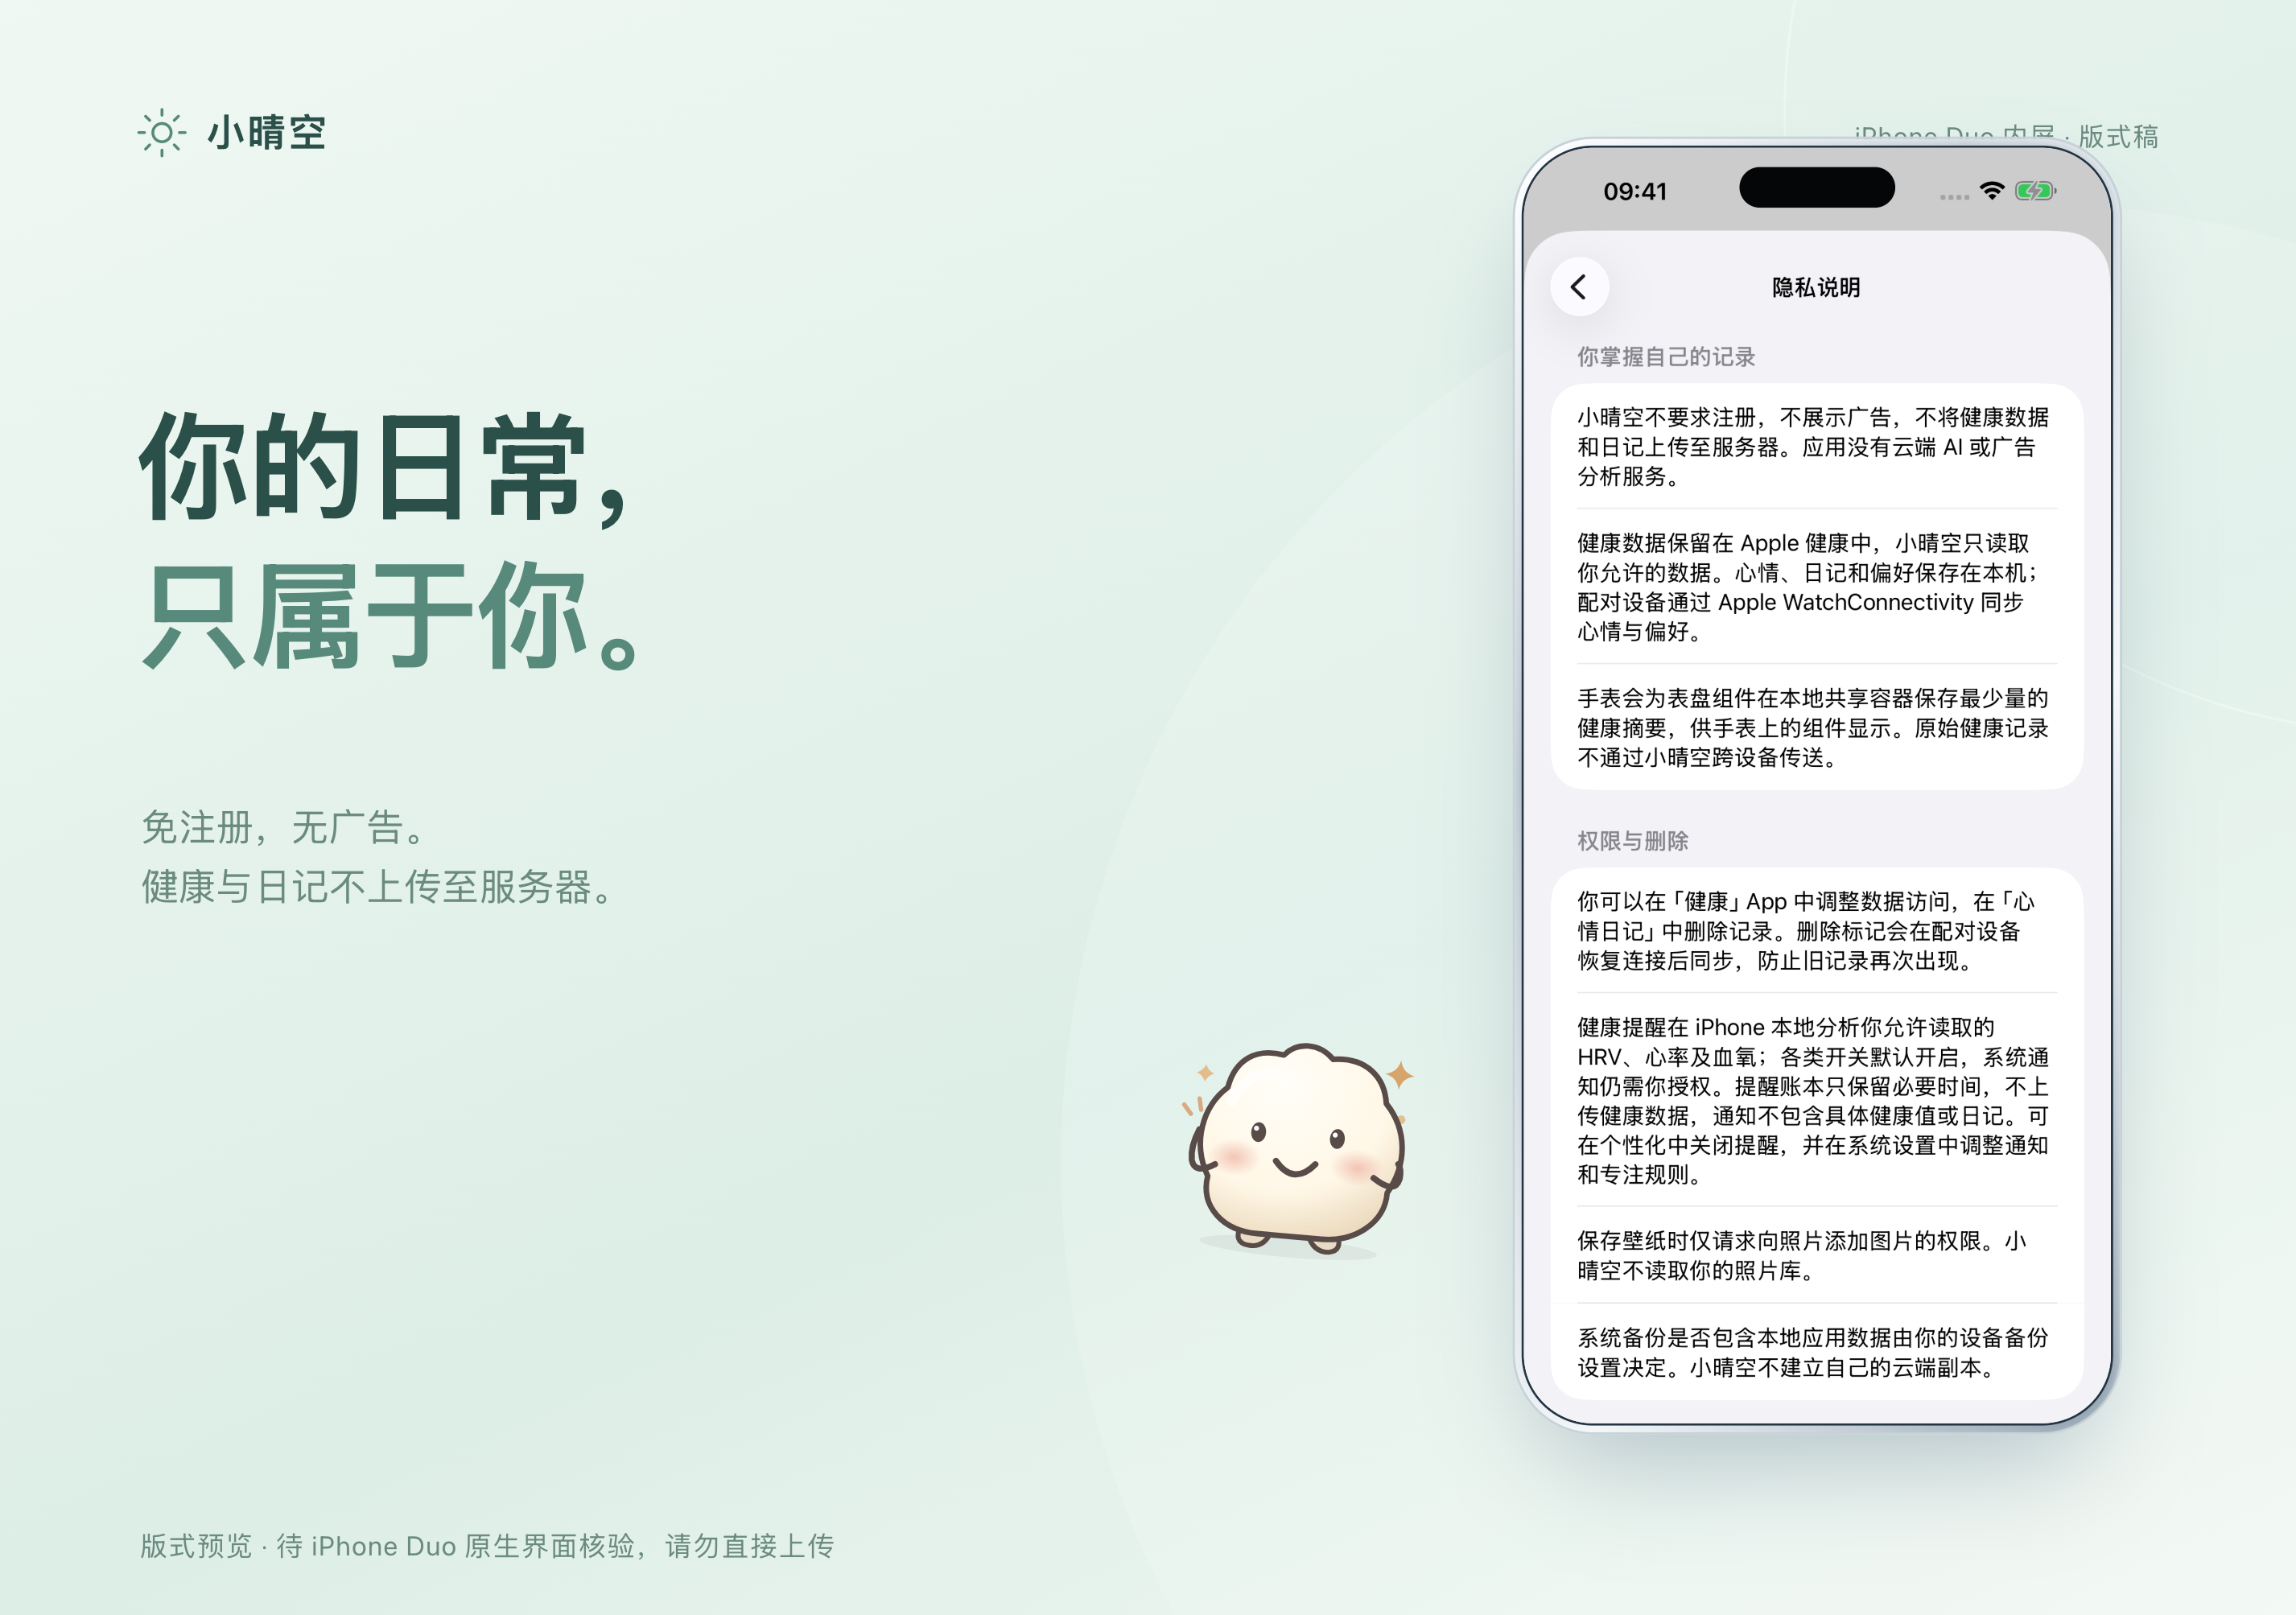 小晴空
iPhone Duo 内屏 · 版式稿
你的日常，
只属于你。
免注册，无广告。
健康与日记不上传至服务器。
版式预览 · 待 iPhone Duo 原生界面核验，请勿直接上传
09:41
隐私说明
你掌握自己的记录
小晴空不要求注册，不展示广告，不将健康数据
和日记上传至服务器。应用没有云端 AI 或广告
分析服务。
健康数据保留在 Apple 健康中，小晴空只读取
你允许的数据。心情、日记和偏好保存在本机；
配对设备通过 Apple WatchConnectivity 同步
心情与偏好。
手表会为表盘组件在本地共享容器保存最少量的
健康摘要，供手表上的组件显示。原始健康记录
不通过小晴空跨设备传送。
权限与删除
你可以在「健康」App 中调整数据访问，在「心
情日记」中删除记录。删除标记会在配对设备
恢复连接后同步，防止旧记录再次出现。
健康提醒在 iPhone 本地分析你允许读取的
HRV、心率及血氧；各类开关默认开启，系统通
知仍需你授权。提醒账本只保留必要时间，不上
传健康数据，通知不包含具体健康值或日记。可
在个性化中关闭提醒，并在系统设置中调整通知
和专注规则。
保存壁纸时仅请求向照片添加图片的权限。小
晴空不读取你的照片库。
系统备份是否包含本地应用数据由你的设备备份
设置决定。小晴空不建立自己的云端副本。